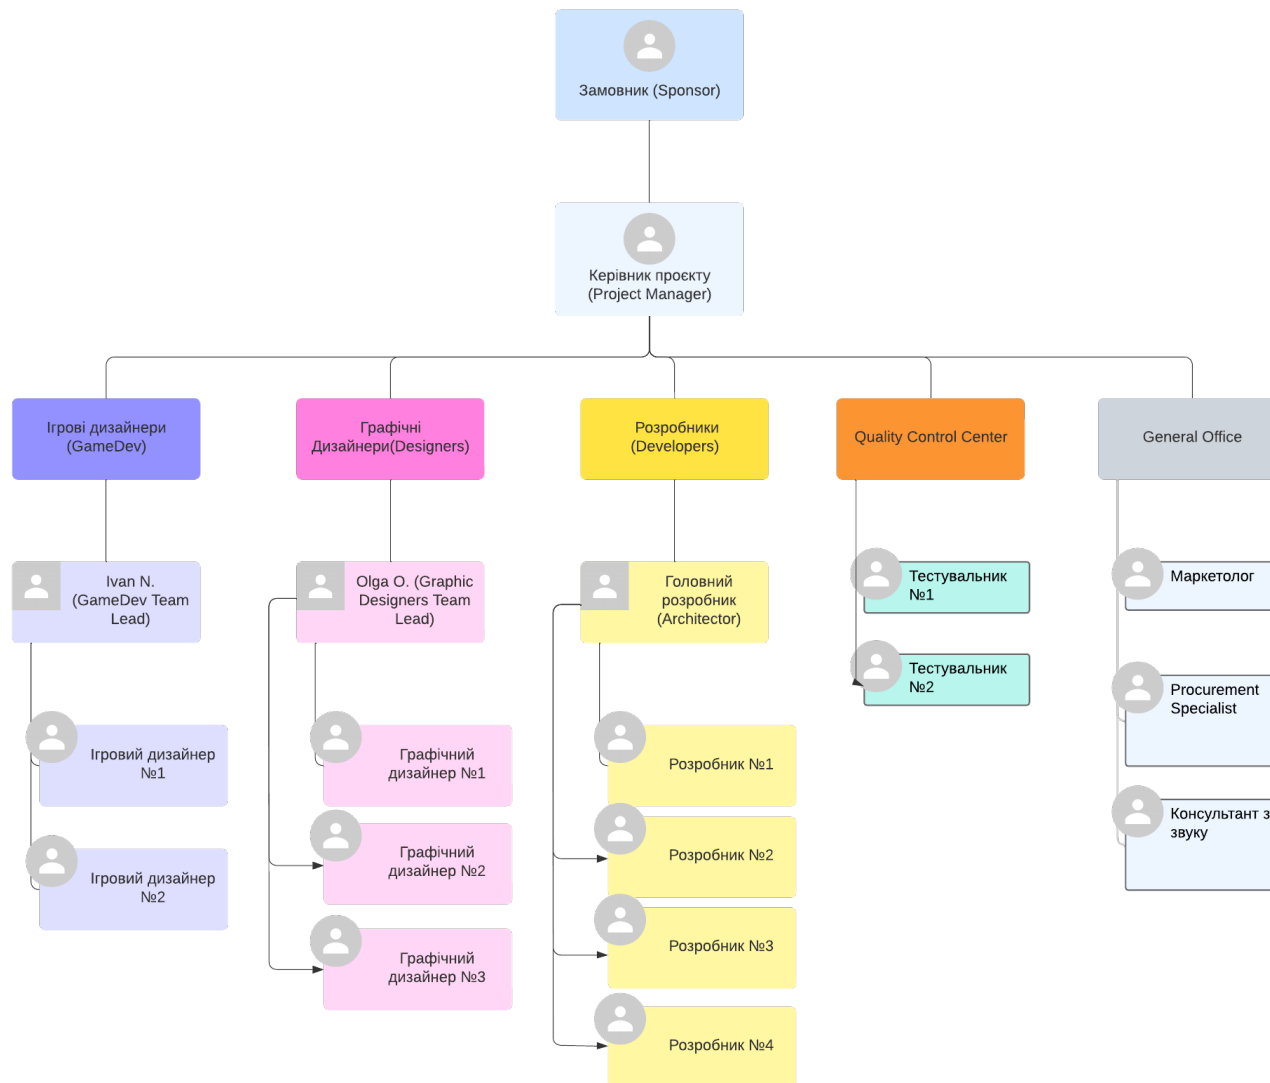 Замовник (Sponsor)
Керівник проєкту
(Project Manager)
Ігрові дизайнери
(GameDev)
Графічні
Дизайнери(Designers)
Розробники
(Developers)
Quality Control Center
General Office
Ivan N.
(GameDev Team
Lead)
Olga O. (Graphic
Designers Team
Lead)
Головний
розробник
(Architector)
Тестувальник
№1
Маркетолог
Тестувальник
№2
Procurement
Specialist
Ігровий дизайнер
№1
Графічний
дизайнер №1
Розробник №1
Консультант з
звуку
Ігровий дизайнер
№2
Графічний
дизайнер №2
Розробник №2
Графічний
дизайнер №3
Розробник №3
Розробник №4